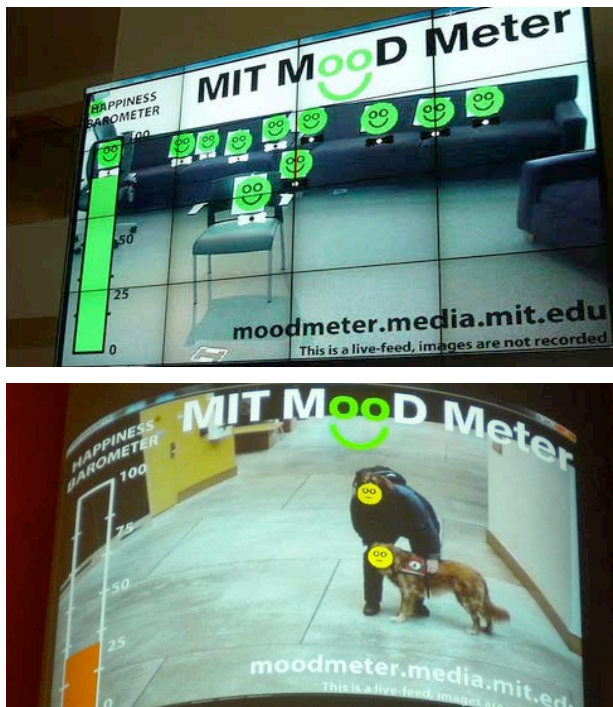 MIT MooD Meter
HAPPINESS
BAROMETER
100
50
25
0
moodmeter.media.mit.edu
This is a live-feed, images are not recorded
MIT MooD Meter
HAPPINESS
BAROMETER
100
75
50
25
0
moodmeter.media.mit.edu
This is a live-feed, images are